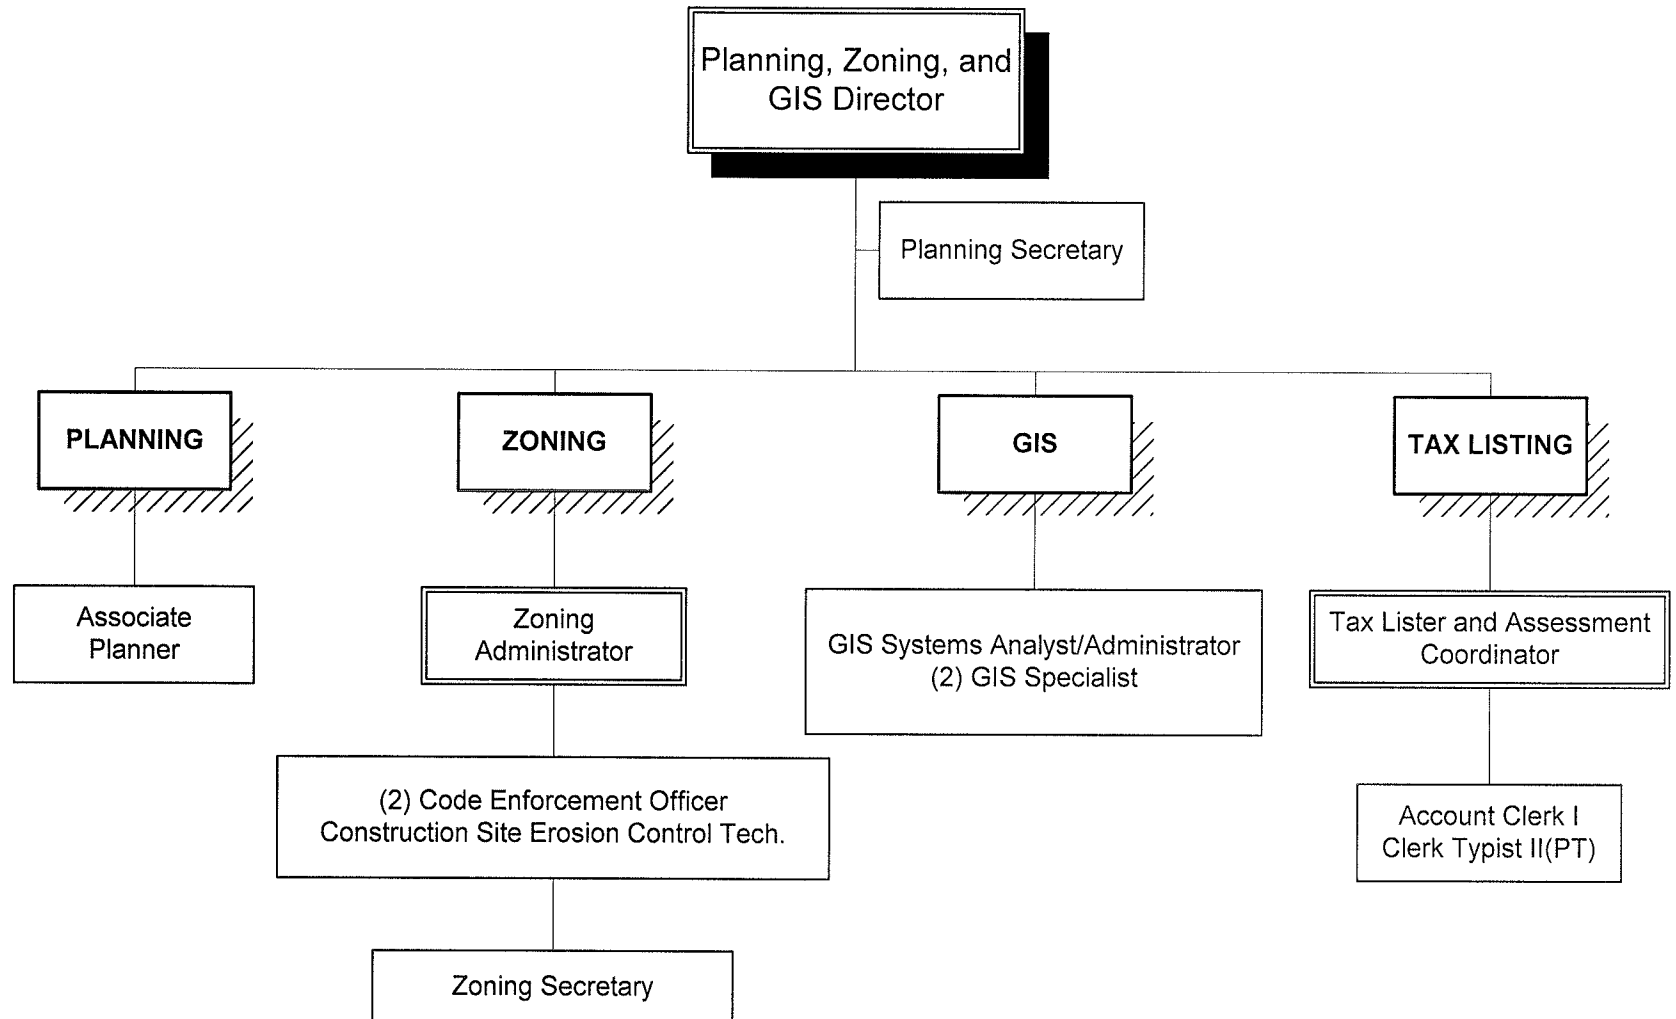 Planning, Zoning, and
GIS Director
Planning Secretary
PLANNING
ZONING
GIS
TAX LISTING
Associate
Planner
Zoning
Administrator
GIS Systems Analyst/Administrator
(2) GIS Specialist
Tax Lister and Assessment
Coordinator
(2) Code Enforcement Officer
Construction Site Erosion Control Tech.
Account Clerk I
Clerk Typist II(PT)
Zoning Secretary